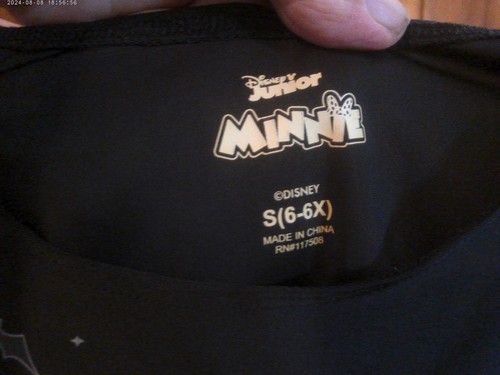 2024-08-08 18:56:56
Disney Junior
MINNIE
©DISNEY
S(6-6X)
MADE IN CHINA
RN#117508